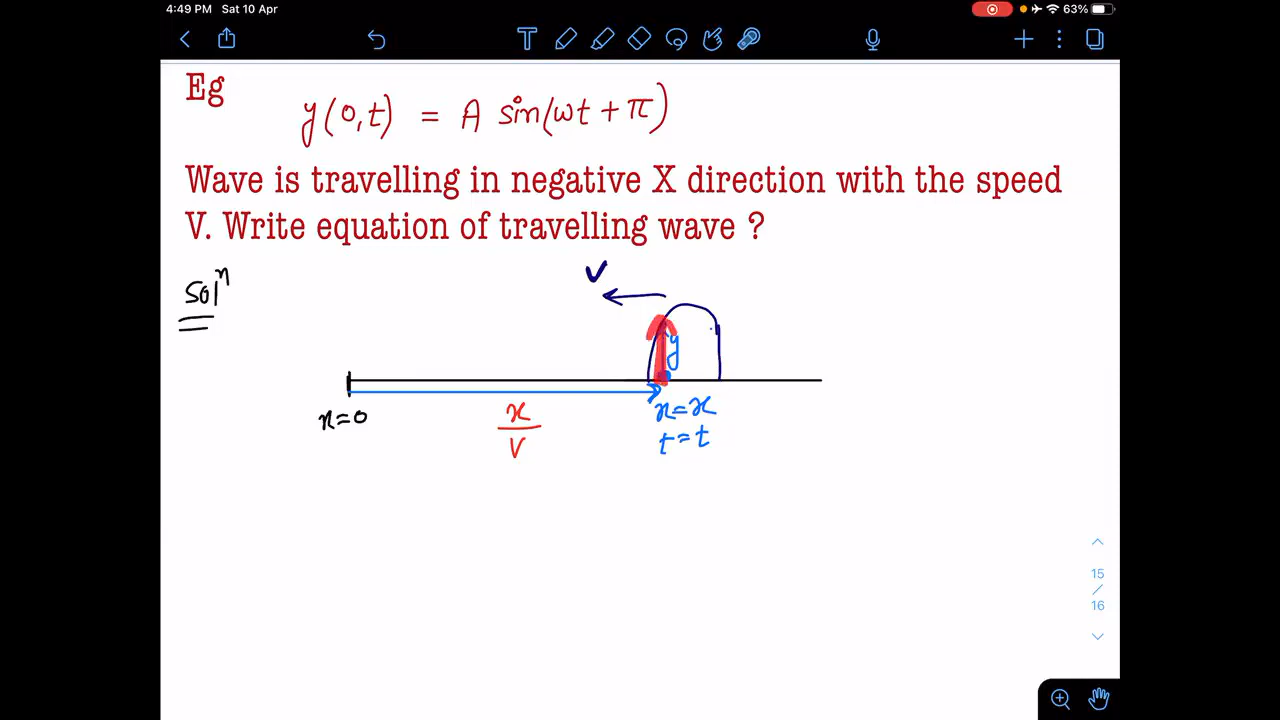 4:49 PM Sat 10 Apr
63%
Eg
y(0,t) = A sin(ωt + π)
Wave is travelling in negative X direction with the speed
V. Write equation of travelling wave ?
Solⁿ
V
y
x=0
x
V
x=x
t=t
15
/
16